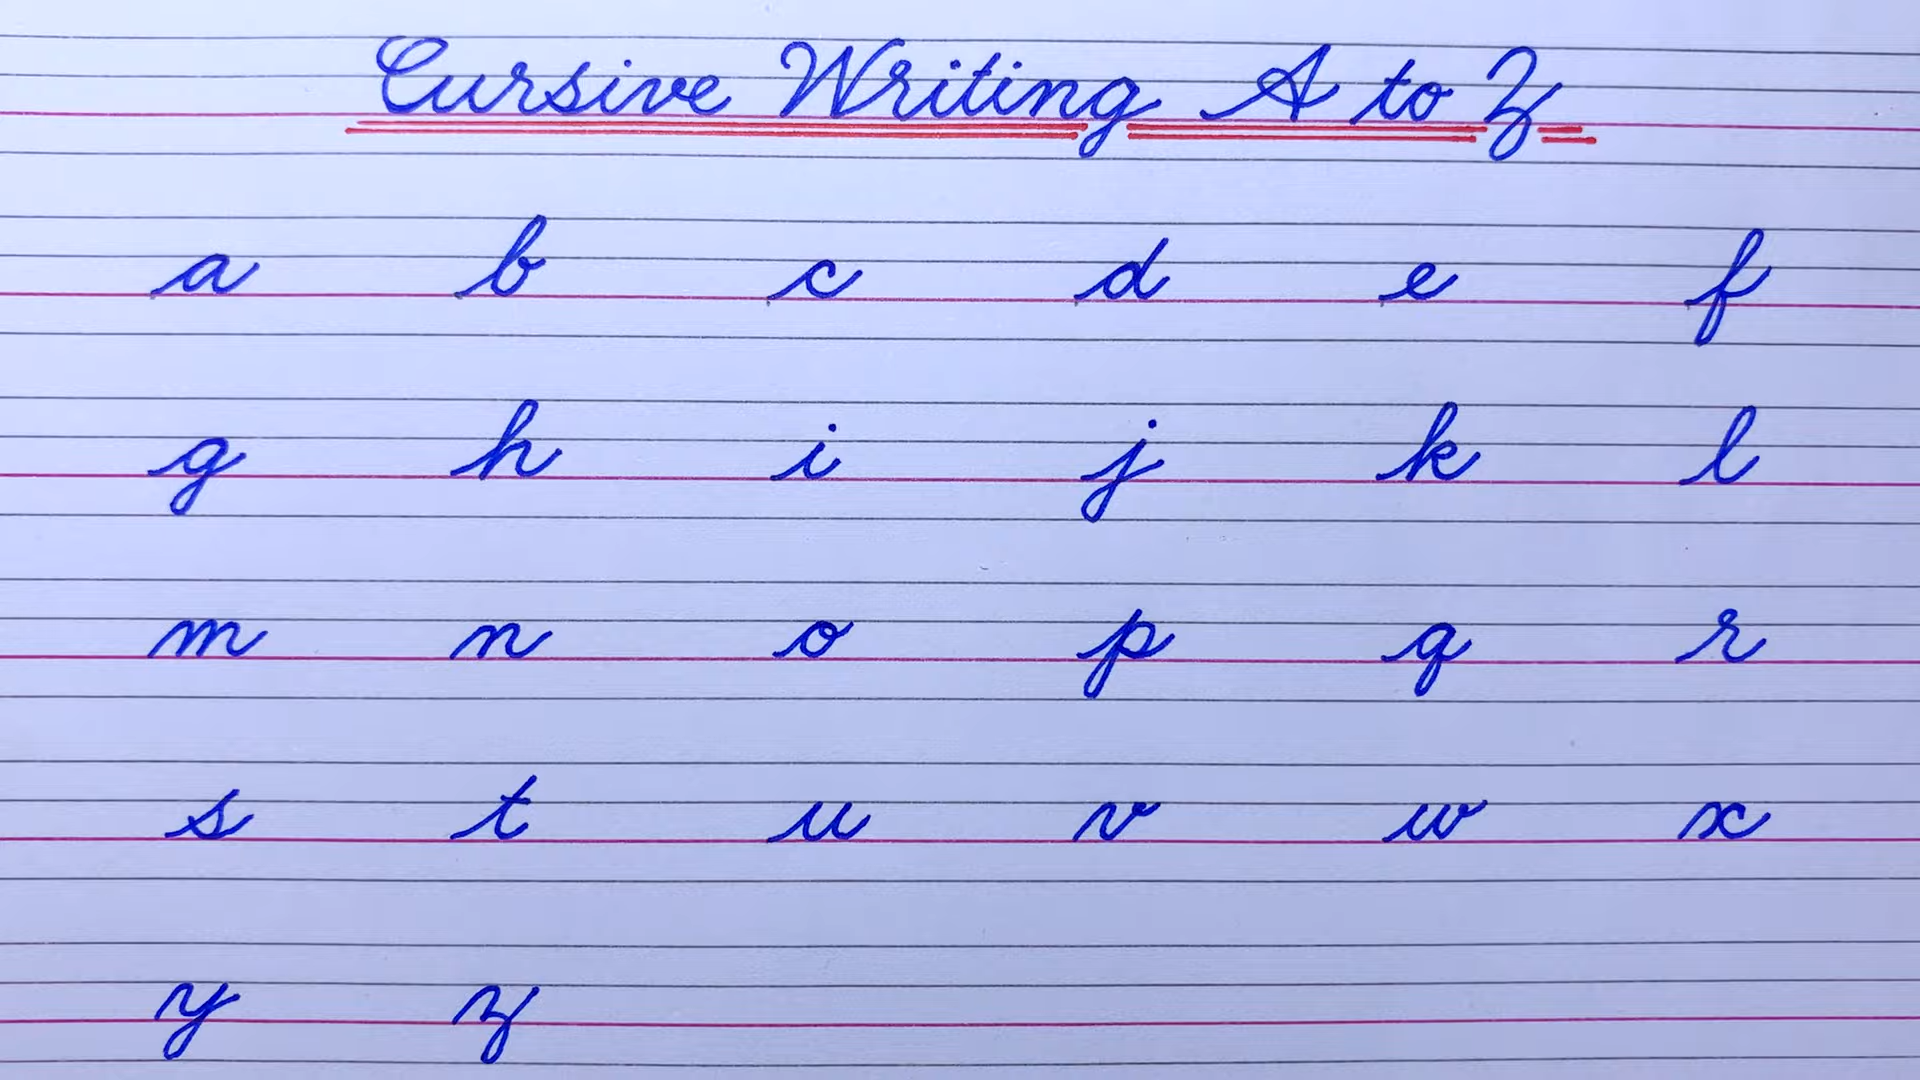 Cursive Writing A to Z
a b c d e f
g h i j k l
m n o p q r
s t u v w x
y z